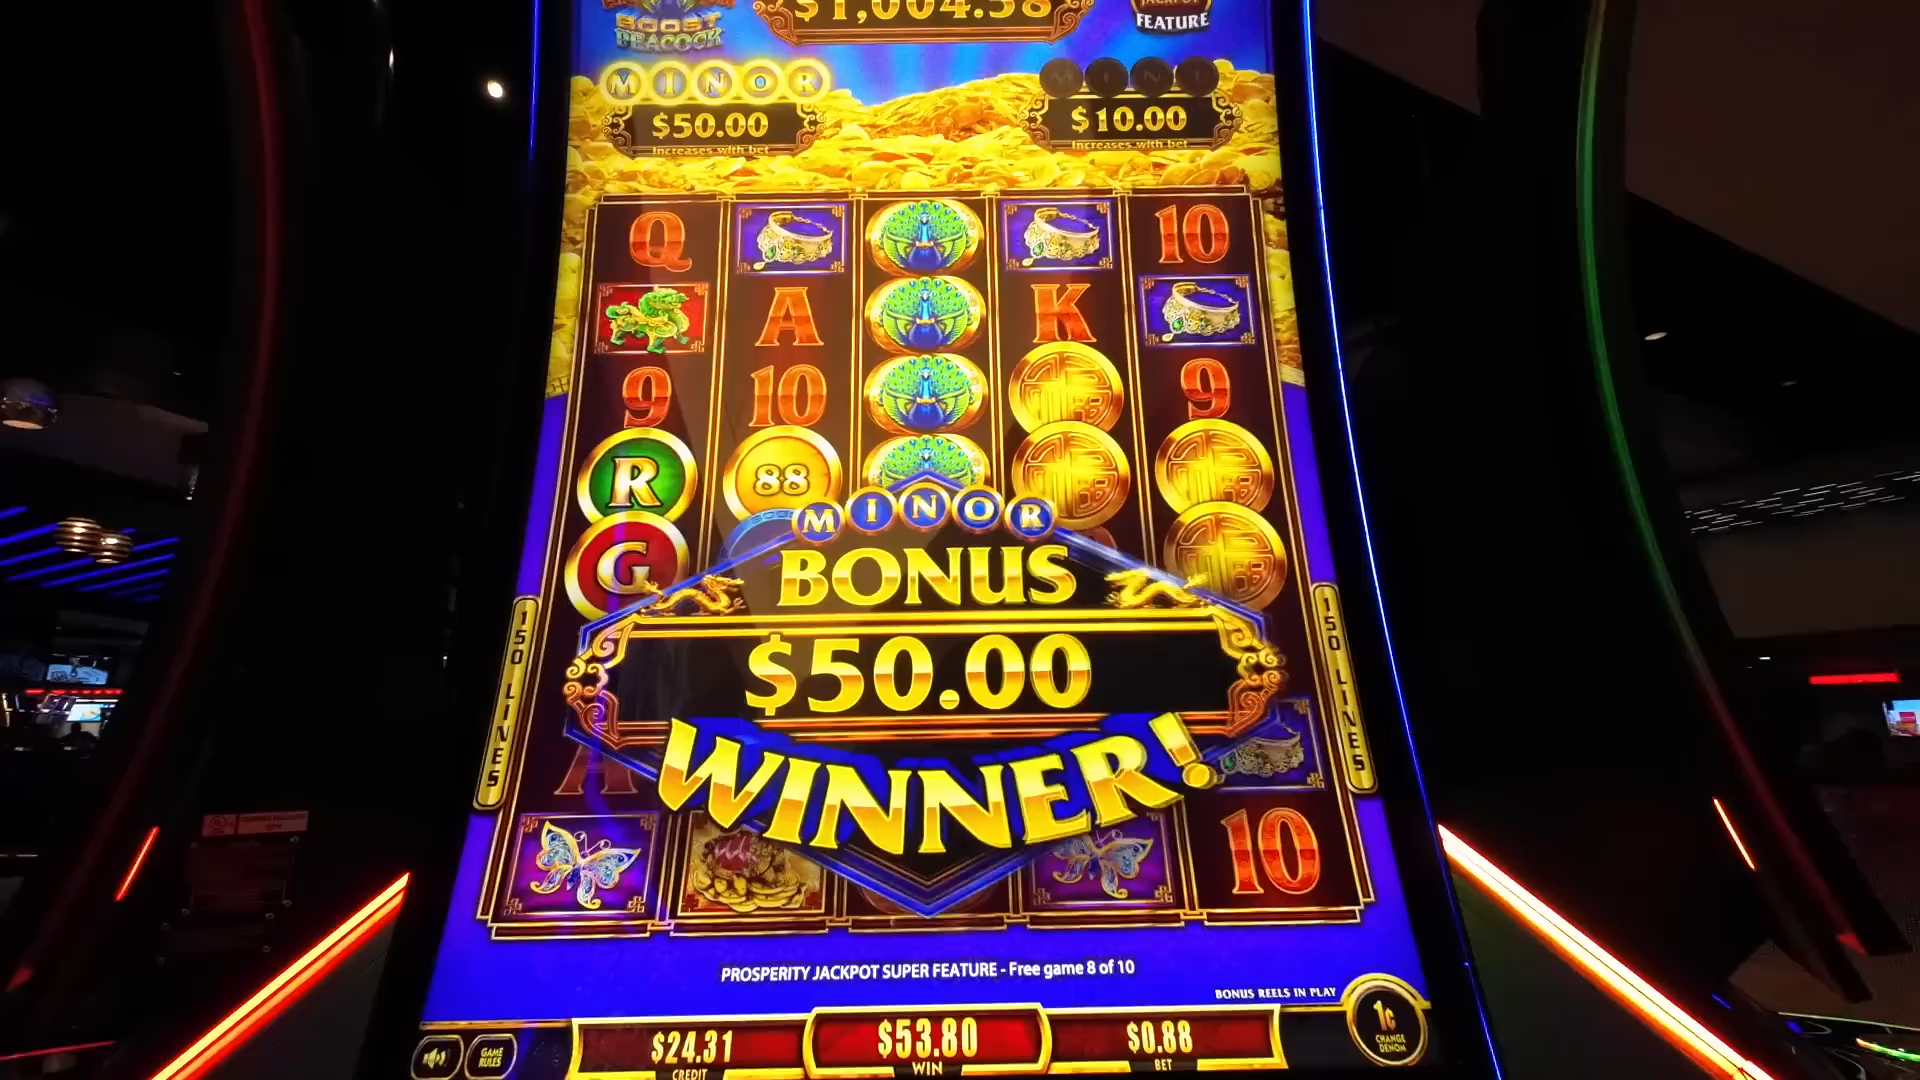 $1,004.58
BOOST
PEACOCK
JACKPOT
FEATURE
MINOR
$50.00
Increases with bet
MINI
$10.00
Increases with bet
Q
10
A
K
9
10
9
R
88
G
MINOR
BONUS
$50.00
WINNER!
150 LINES
150 LINES
A
10
PROSPERITY JACKPOT SUPER FEATURE - Free game 8 of 10
BONUS REELS IN PLAY
1¢
CHANGE
DENOM
GAME
RULES
$24.31
CREDIT
$53.80
WIN
$0.88
BET